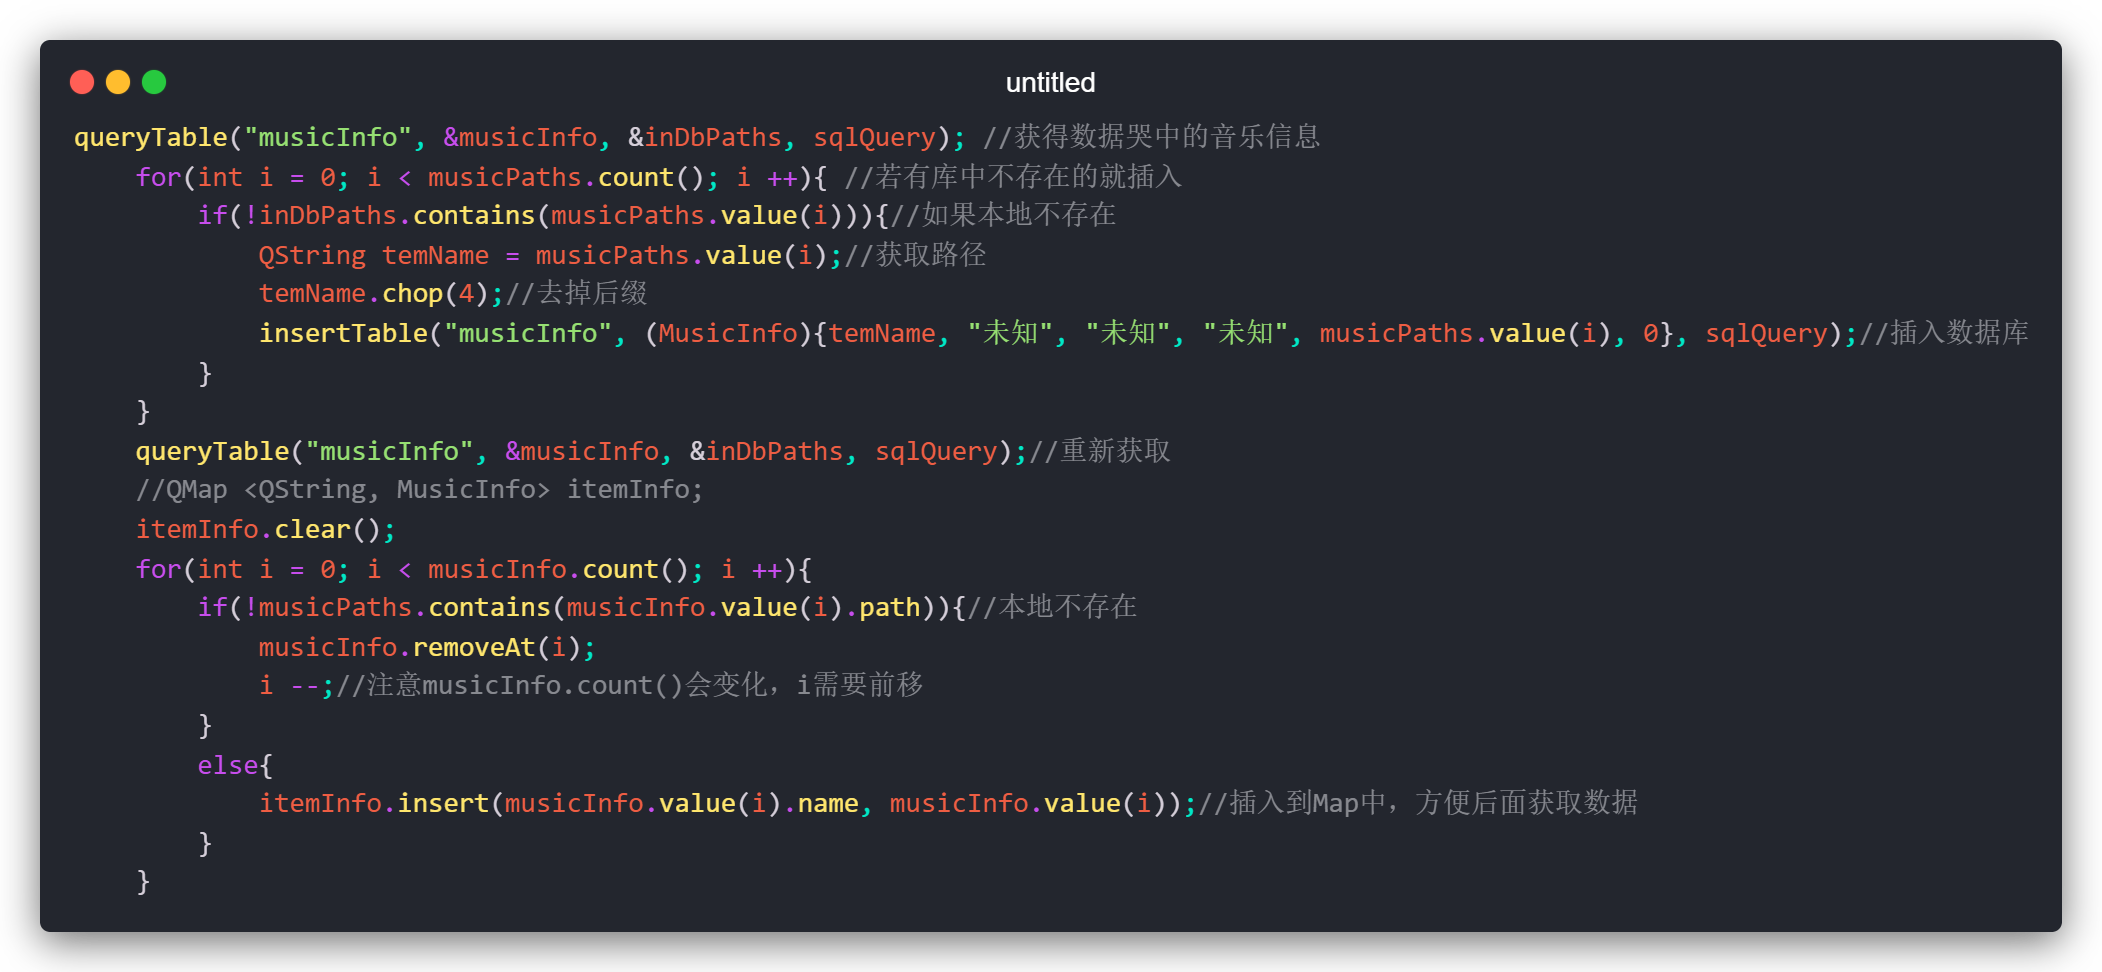 untitled
queryTable("musicInfo", &musicInfo, &inDbPaths, sqlQuery); //获得数据哭中的音乐信息
    for(int i = 0; i < musicPaths.count(); i ++){ //若有库中不存在的就插入
        if(!inDbPaths.contains(musicPaths.value(i))){//如果本地不存在
            QString temName = musicPaths.value(i);//获取路径
            temName.chop(4);//去掉后缀
            insertTable("musicInfo", (MusicInfo){temName, "未知", "未知", "未知", musicPaths.value(i), 0}, sqlQuery);//插入数据库
        }
    }
    queryTable("musicInfo", &musicInfo, &inDbPaths, sqlQuery);//重新获取
    //QMap <QString, MusicInfo> itemInfo;
    itemInfo.clear();
    for(int i = 0; i < musicInfo.count(); i ++){
        if(!musicPaths.contains(musicInfo.value(i).path)){//本地不存在
            musicInfo.removeAt(i);
            i --;//注意musicInfo.count()会变化，i需要前移
        }
        else{
            itemInfo.insert(musicInfo.value(i).name, musicInfo.value(i));//插入到Map中，方便后面获取数据
        }
    }